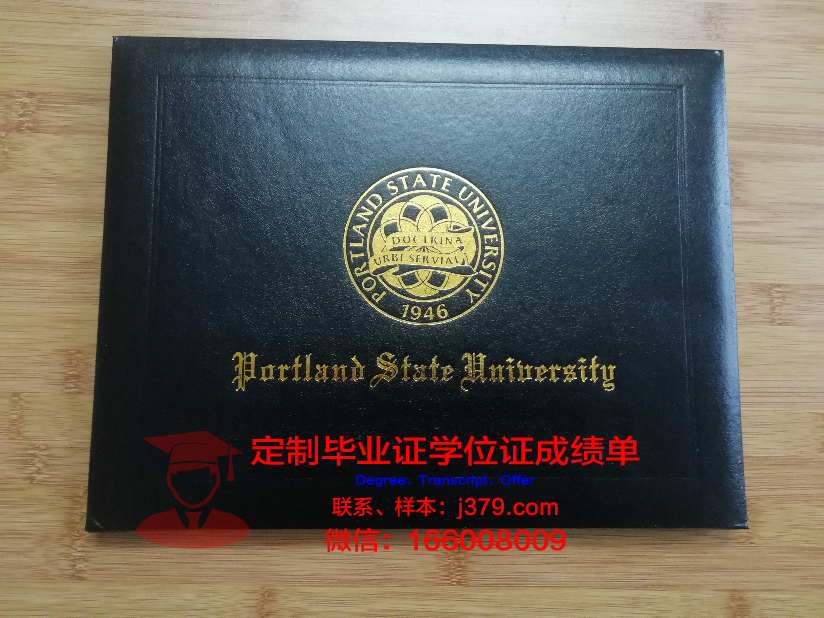 PORTLAND STATE UNIVERSITY
DOCTRINA
URBI SERVIAT
1946
Portland State University
定制毕业证学位证成绩单
Degree、Transcript、Offer
联系、样本：j379.com
微信：166008009